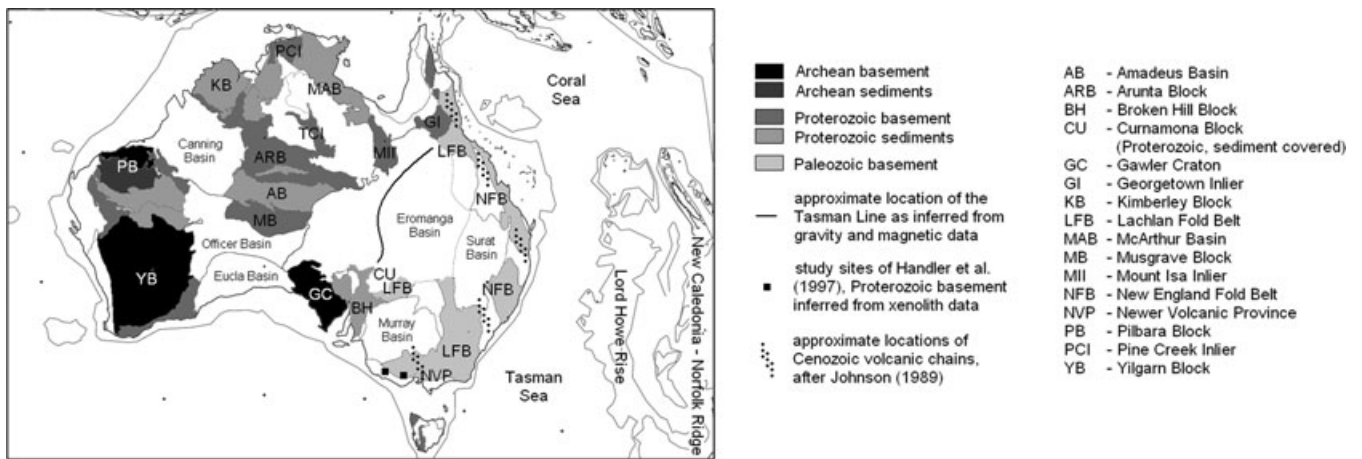 PCI
KB
MAB
Coral
Sea
GI
TCI
Canning
Basin
MII
LFB
PB
ARB
AB
NFB
MB
Eromanga
Basin
Officer Basin
Surat
Basin
YB
Eucla Basin
CU
GC
LFB
NFB
BH
Murray
Basin
LFB
NVP
Tasman
Sea
Lord Howe Rise
New Caledonia - Norfolk Ridge
Archean basement
Archean sediments
Proterozoic basement
Proterozoic sediments
Paleozoic basement
approximate location of the
Tasman Line as inferred from
gravity and magnetic data
study sites of Handler et al.
(1997), Proterozoic basement
inferred from xenolith data
approximate locations of
Cenozoic volcanic chains,
after Johnson (1989)
AB - Amadeus Basin
ARB - Arunta Block
BH - Broken Hill Block
CU - Curnamona Block
(Proterozoic, sediment covered)
GC - Gawler Craton
GI - Georgetown Inlier
KB - Kimberley Block
LFB - Lachlan Fold Belt
MAB - McArthur Basin
MB - Musgrave Block
MII - Mount Isa Inlier
NFB - New England Fold Belt
NVP - Newer Volcanic Province
PB - Pilbara Block
PCI - Pine Creek Inlier
YB - Yilgarn Block